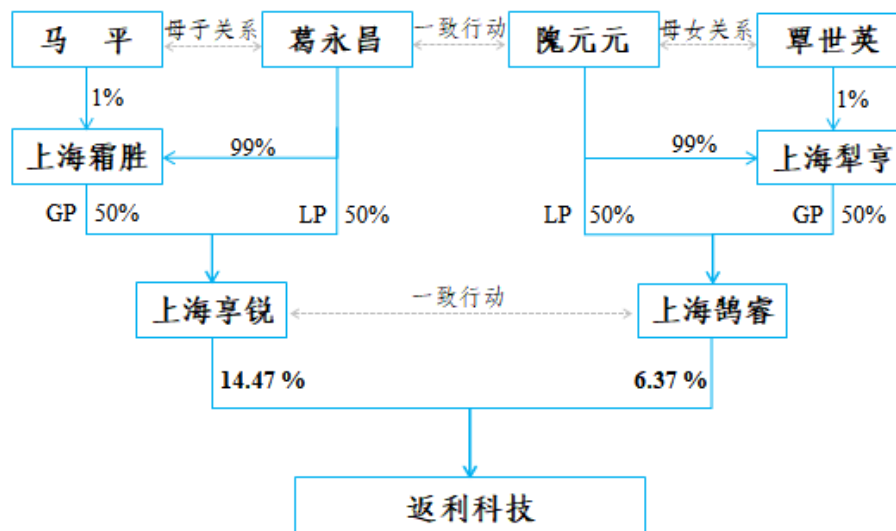 马 平
母子关系
葛永昌
一致行动
隗元元
母女关系
覃世英
1%
1%
上海霜胜
99%
99%
上海犁亨
GP 50%
LP 50%
LP 50%
GP 50%
上海享锐
一致行动
上海鹄睿
14.47 %
6.37 %
返利科技